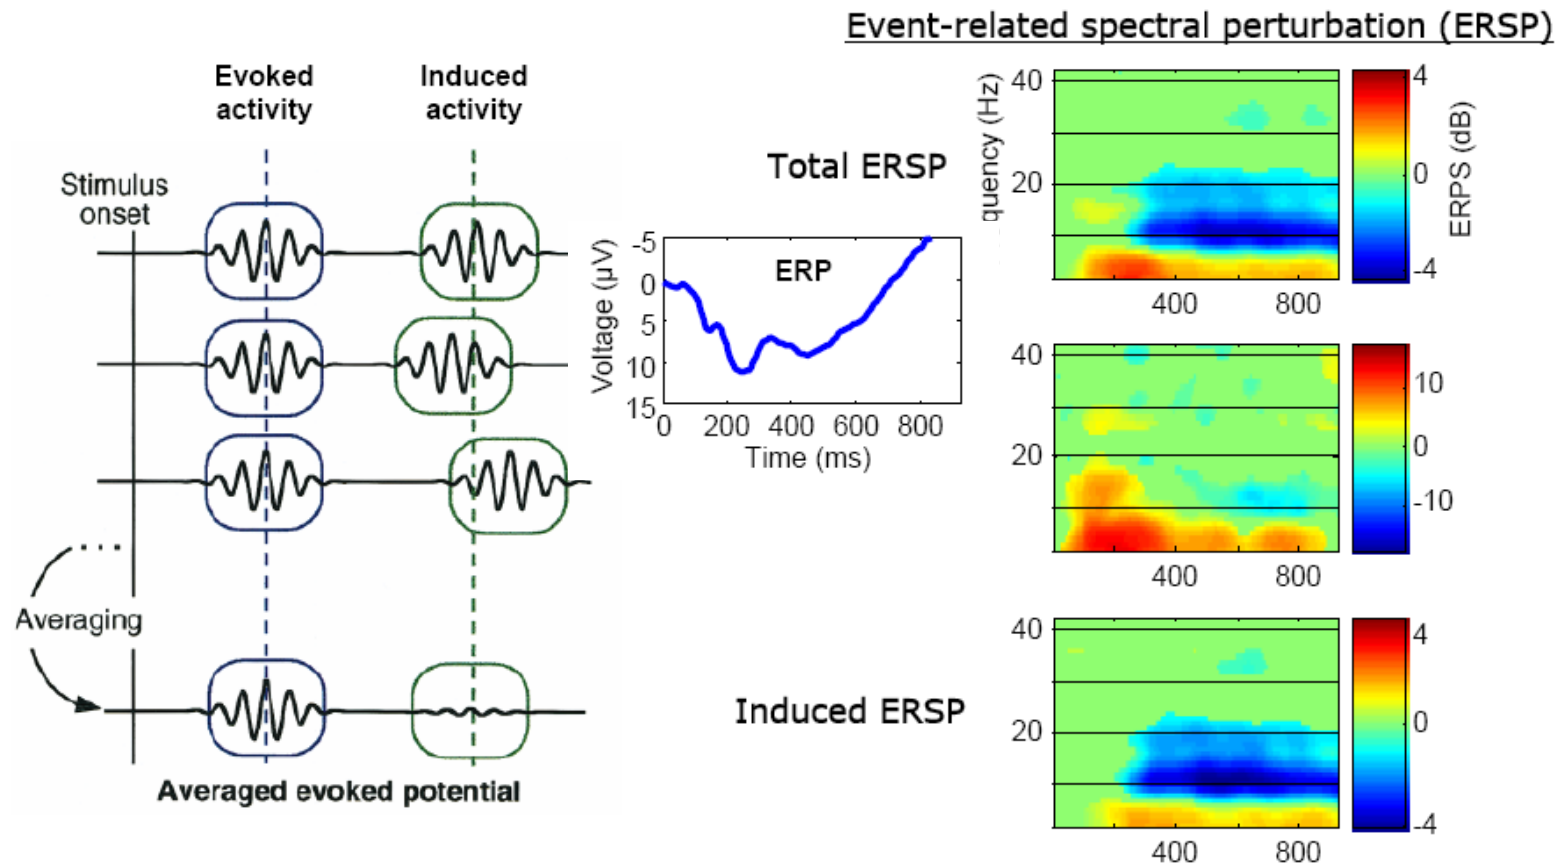 Event-related spectral perturbation (ERSP)
Evoked
activity
Induced
activity
Stimulus
onset
Averaging
Averaged evoked potential
Total ERSP
ERP
Voltage (µV)
-5
0
5
10
15
0 200 400 600 800
Time (ms)
Induced ERSP
quency (Hz)
40
20
400 800
4
0
-4
ERPS (dB)
40
20
400 800
10
0
-10
40
20
400 800
4
0
-4